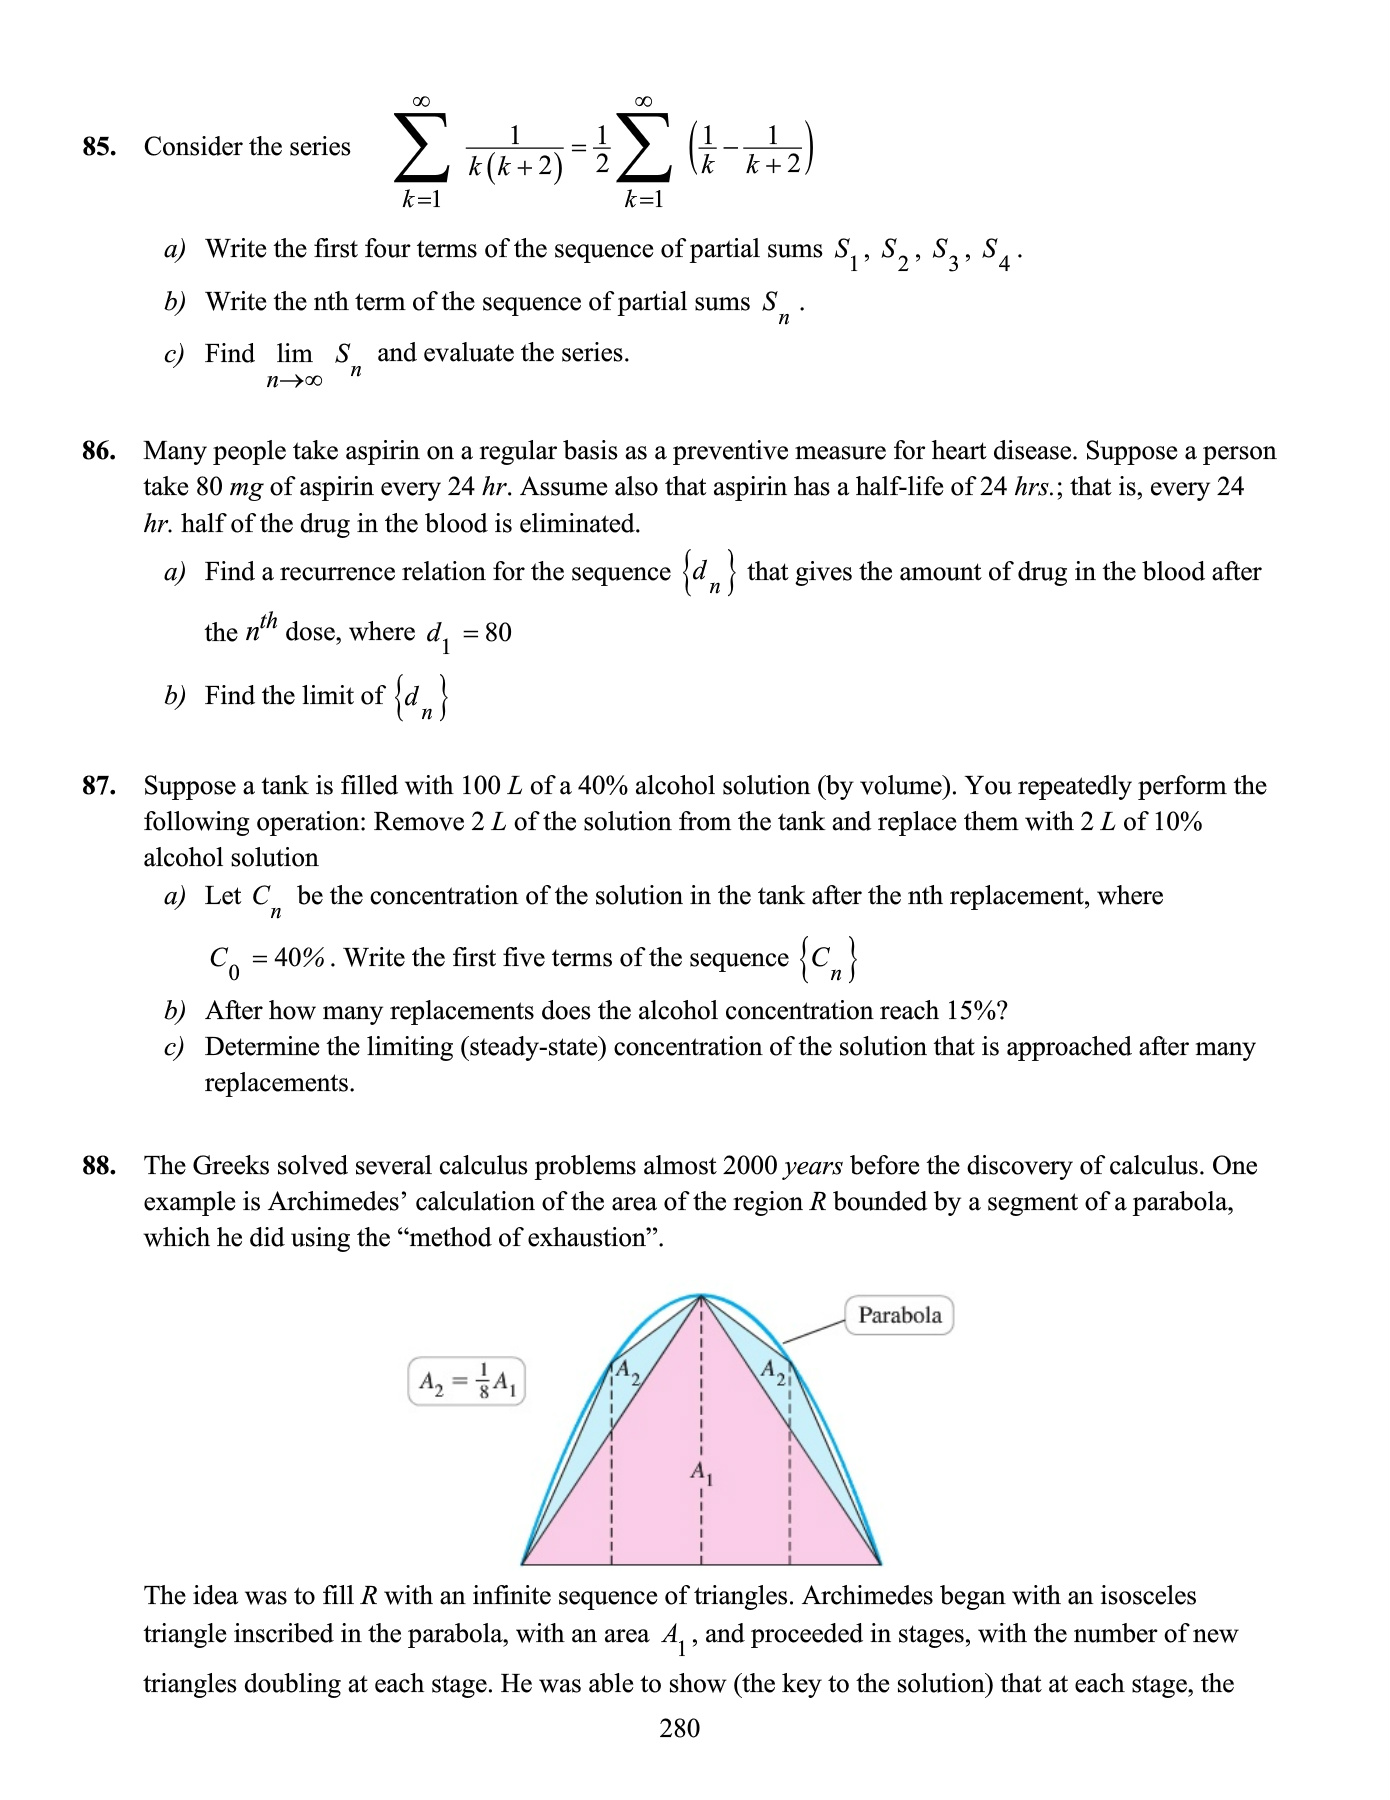 85. Consider the series $\sum_{k=1}^{\infty} \frac{1}{k(k+2)} = \frac{1}{2} \sum_{k=1}^{\infty} \left( \frac{1}{k} - \frac{1}{k+2} \right)$
a) Write the first four terms of the sequence of partial sums $S_1$, $S_2$, $S_3$, $S_4$.
b) Write the nth term of the sequence of partial sums $S_n$.
c) Find $\lim_{n \to \infty} S_n$ and evaluate the series.
86. Many people take aspirin on a regular basis as a preventive measure for heart disease. Suppose a person
take 80 mg of aspirin every 24 hr. Assume also that aspirin has a half-life of 24 hrs.; that is, every 24
hr. half of the drug in the blood is eliminated.
a) Find a recurrence relation for the sequence $\{d_n\}$ that gives the amount of drug in the blood after
the $n^{th}$ dose, where $d_1 = 80$
b) Find the limit of $\{d_n\}$
87. Suppose a tank is filled with 100 L of a 40% alcohol solution (by volume). You repeatedly perform the
following operation: Remove 2 L of the solution from the tank and replace them with 2 L of 10%
alcohol solution
a) Let $C_n$ be the concentration of the solution in the tank after the nth replacement, where
$C_0 = 40\%$. Write the first five terms of the sequence $\{C_n\}$
b) After how many replacements does the alcohol concentration reach 15%?
c) Determine the limiting (steady-state) concentration of the solution that is approached after many
replacements.
88. The Greeks solved several calculus problems almost 2000 years before the discovery of calculus. One
example is Archimedes’ calculation of the area of the region R bounded by a segment of a parabola,
which he did using the “method of exhaustion”.
Parabola
$A_2 = \frac{1}{8} A_1$
$A_2$
$A_2$
$A_1$
The idea was to fill R with an infinite sequence of triangles. Archimedes began with an isosceles
triangle inscribed in the parabola, with an area $A_1$, and proceeded in stages, with the number of new
triangles doubling at each stage. He was able to show (the key to the solution) that at each stage, the
280